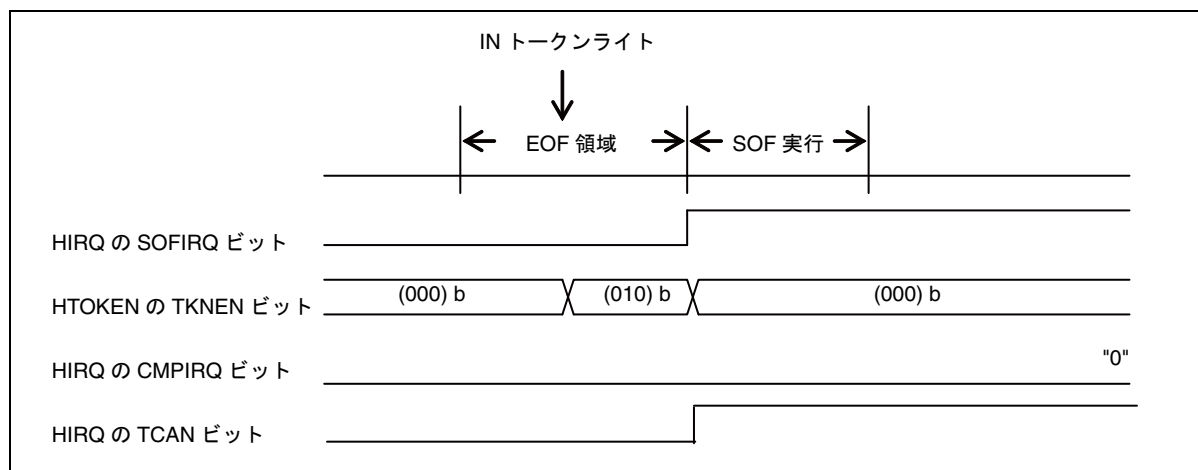 IN トークンライト
EOF 領域
SOF 実行
HIRQ の SOFIRQ ビット
HTOKEN の TKNEN ビット
(000) b
(010) b
(000) b
HIRQ の CMPIRQ ビット
"0"
HIRQ の TCAN ビット